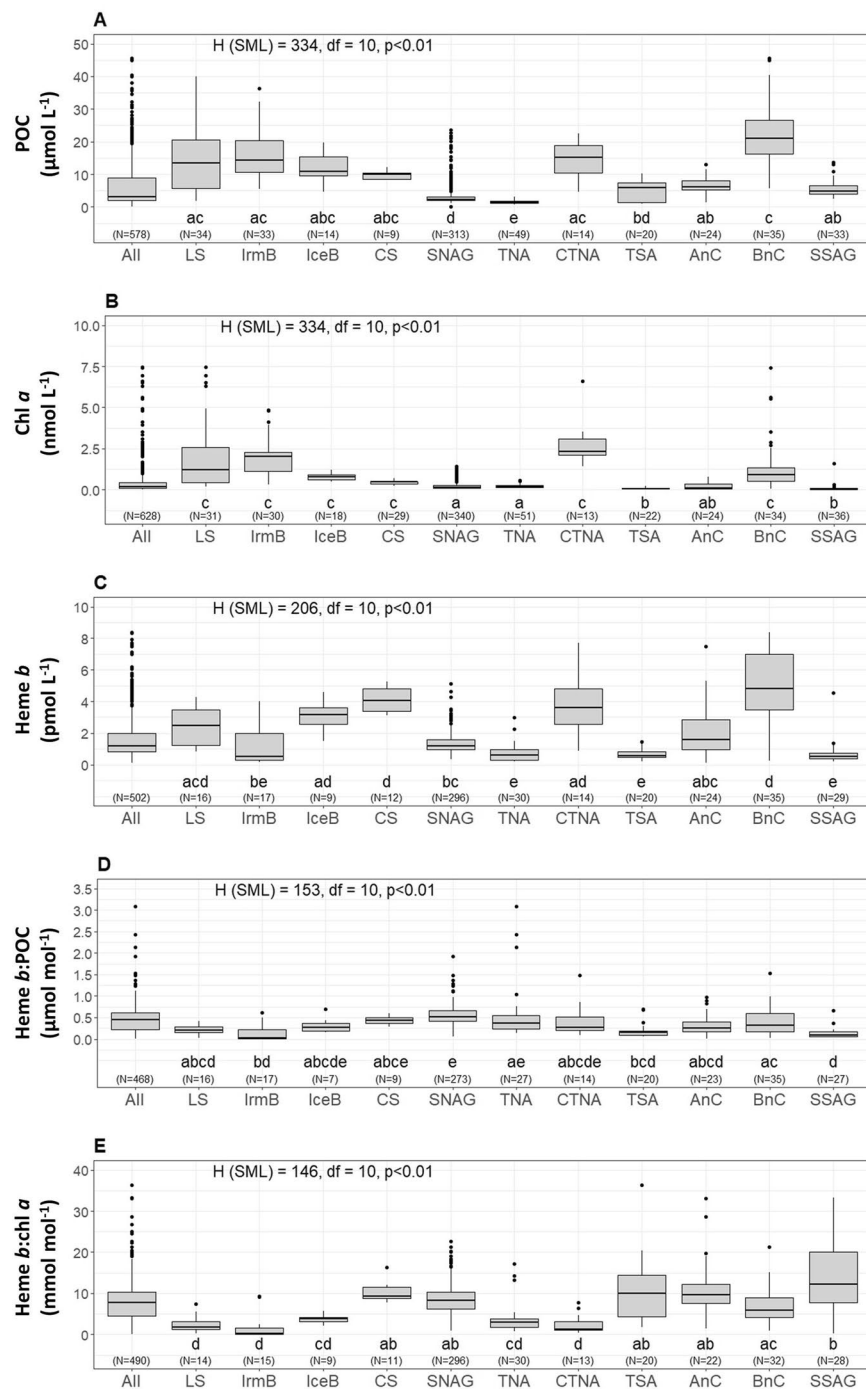 A
H (SML) = 334, df = 10, p<0.01
POC
(μmol L-1)
50
40
30
20
10
0
ac ac abc abc d e ac bd ab c ab
(N=578) (N=34) (N=33) (N=14) (N=9) (N=313) (N=49) (N=14) (N=20) (N=24) (N=35) (N=33)
All LS IrmB IceB CS SNAG TNA CTNA TSA AnC BnC SSAG
B
H (SML) = 334, df = 10, p<0.01
Chl a
(nmol L-1)
10.0
7.5
5.0
2.5
0.0
c c c c a a c b ab c b
(N=628) (N=31) (N=30) (N=18) (N=29) (N=340) (N=51) (N=13) (N=22) (N=24) (N=34) (N=36)
All LS IrmB IceB CS SNAG TNA CTNA TSA AnC BnC SSAG
C
H (SML) = 206, df = 10, p<0.01
Heme b
(pmol L-1)
10
8
6
4
2
0
acd be ad d bc e ad e abc d e
(N=502) (N=16) (N=17) (N=9) (N=12) (N=296) (N=30) (N=14) (N=20) (N=24) (N=35) (N=29)
All LS IrmB IceB CS SNAG TNA CTNA TSA AnC BnC SSAG
D
H (SML) = 153, df = 10, p<0.01
Heme b:POC
(μmol mol-1)
3.5
3.0
2.5
2.0
1.5
1.0
0.5
0.0
abcd bd abcde abce e ae abcde bcd abcd ac d
(N=468) (N=16) (N=17) (N=7) (N=9) (N=273) (N=27) (N=14) (N=20) (N=23) (N=35) (N=27)
All LS IrmB IceB CS SNAG TNA CTNA TSA AnC BnC SSAG
E
H (SML) = 146, df = 10, p<0.01
Heme b:chl a
(mmol mol-1)
40
30
20
10
0
d d cd ab ab cd d ab ab ac b
(N=490) (N=14) (N=15) (N=9) (N=11) (N=296) (N=30) (N=13) (N=20) (N=22) (N=32) (N=28)
All LS IrmB IceB CS SNAG TNA CTNA TSA AnC BnC SSAG